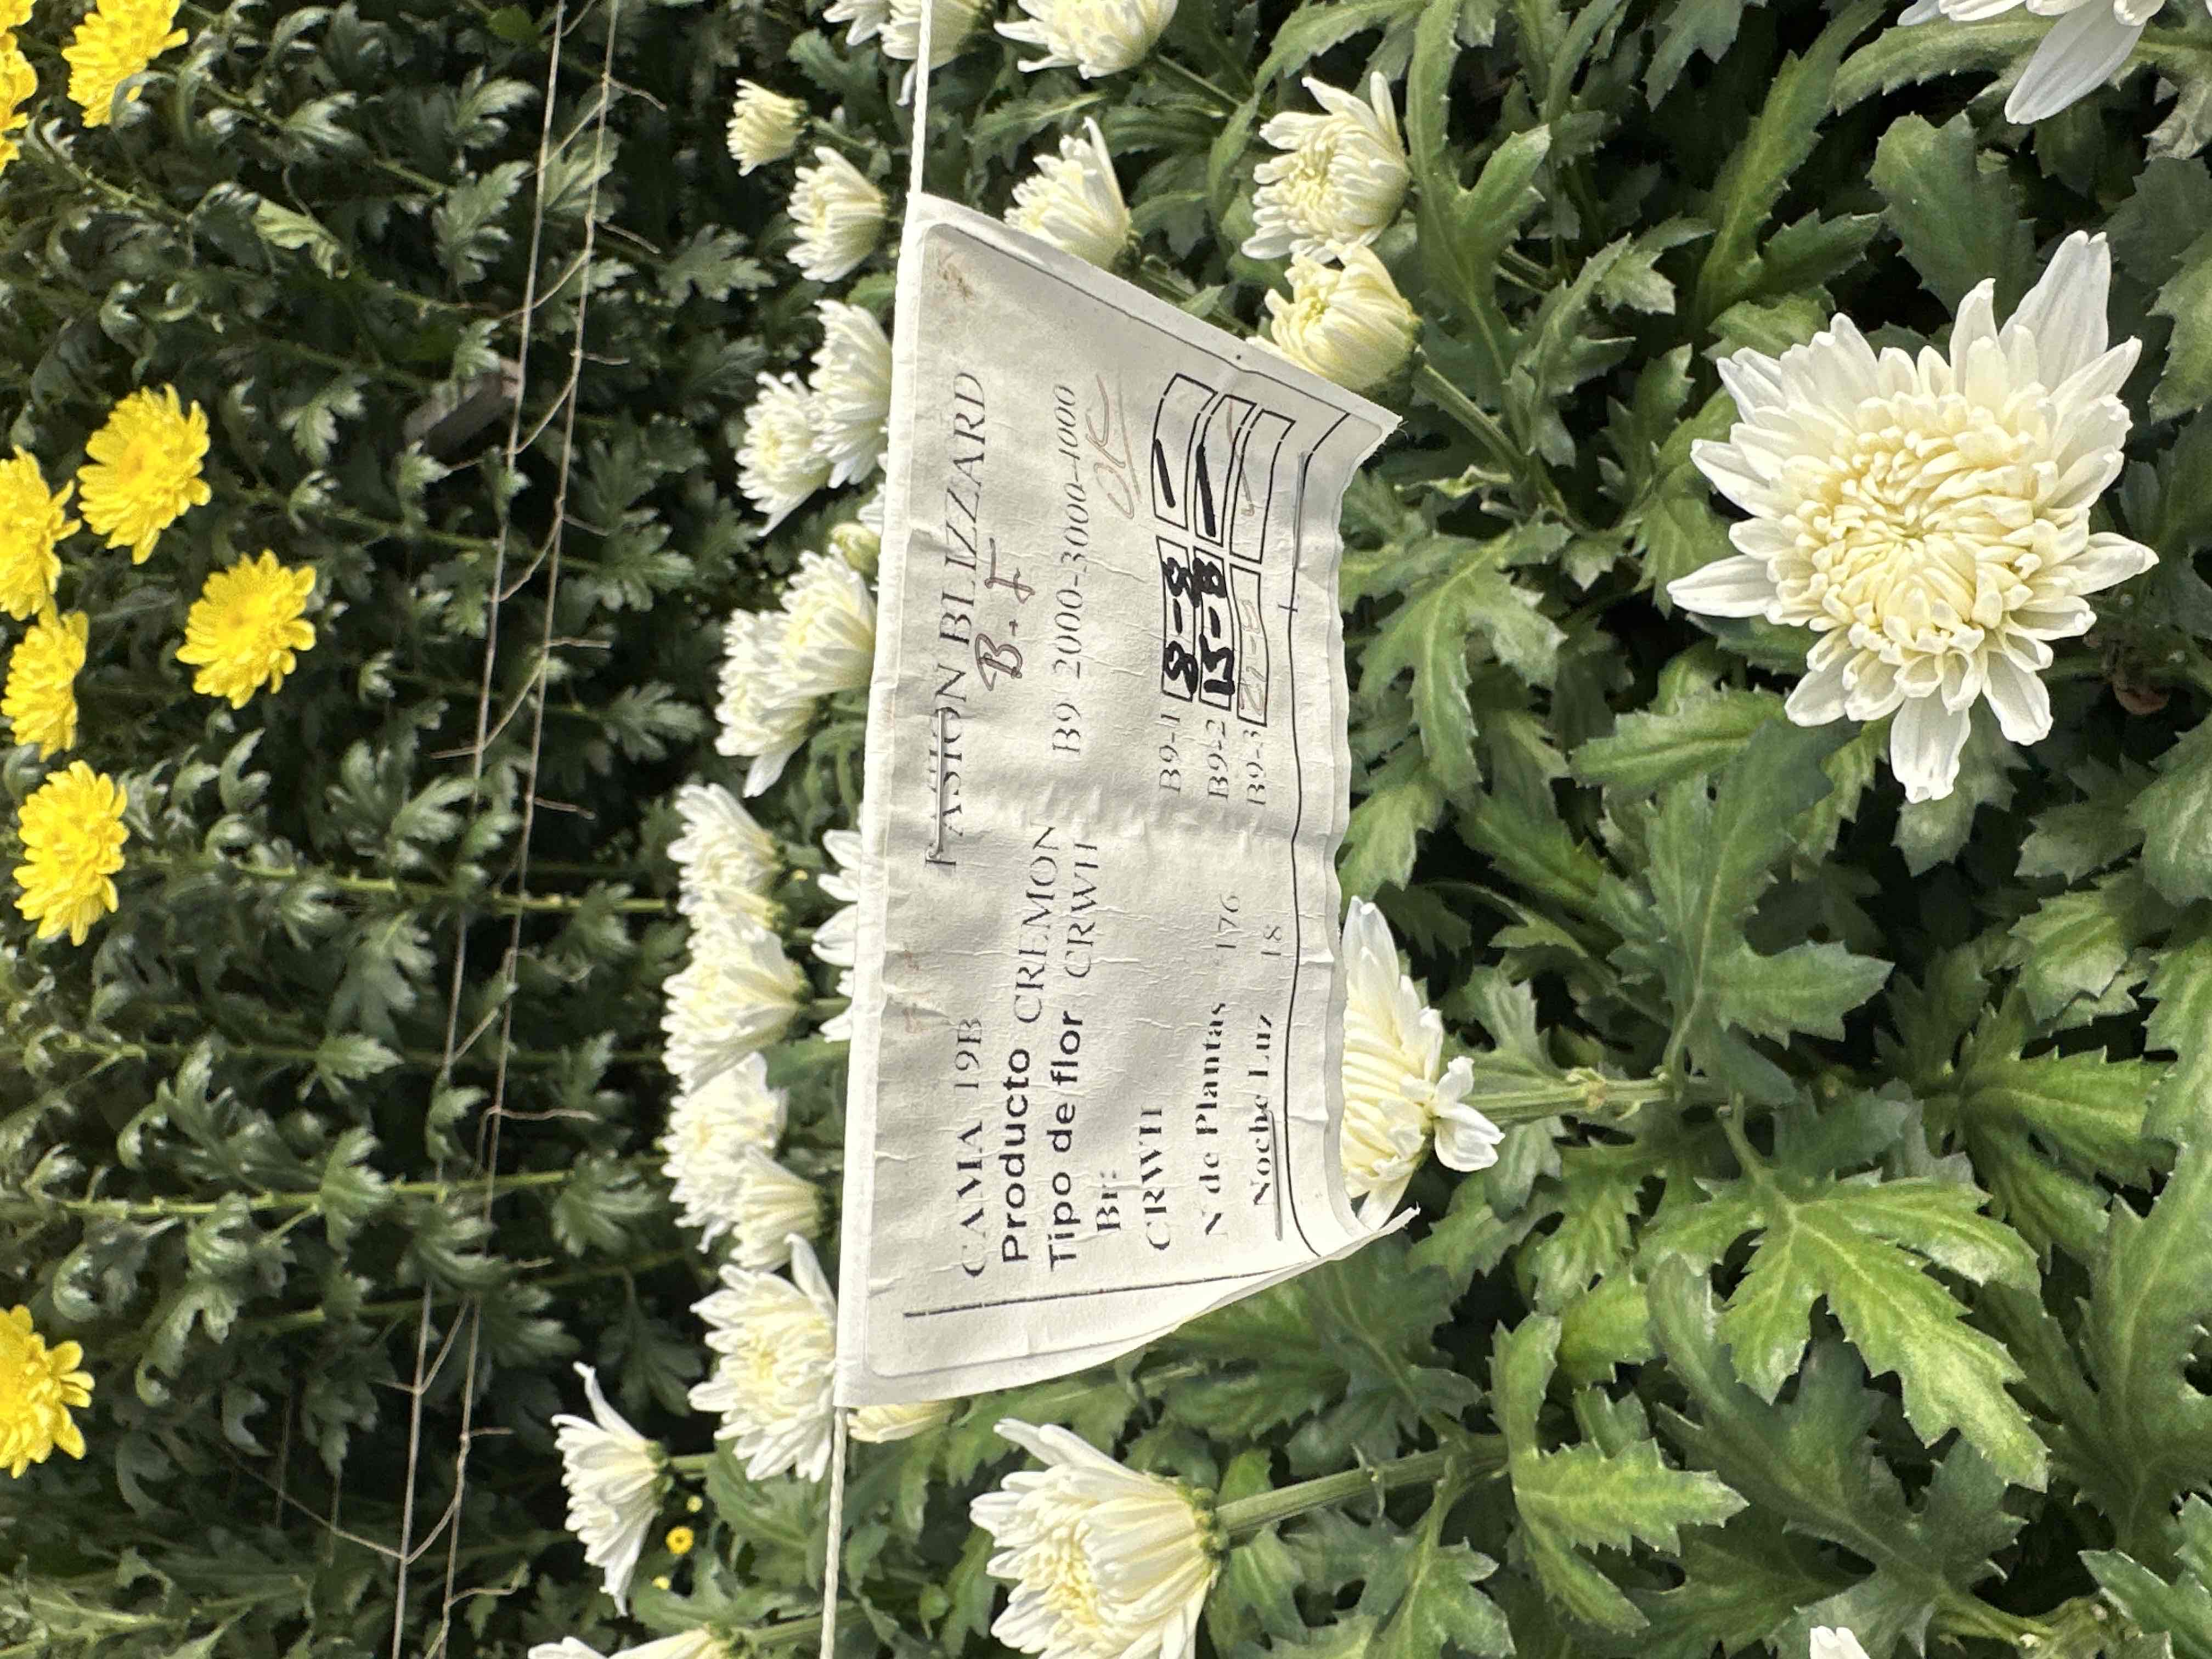 CAMA 19B
FASION BLIZZARD
B. F
Producto CREMON
Tipo de flor CRWH
B9 2000-3000-4000
OK
Br:
CRWH
B9-1 8-8 —
N de Plantas 176
B9-2 15-8 —
Noche Luz 18
B9-3